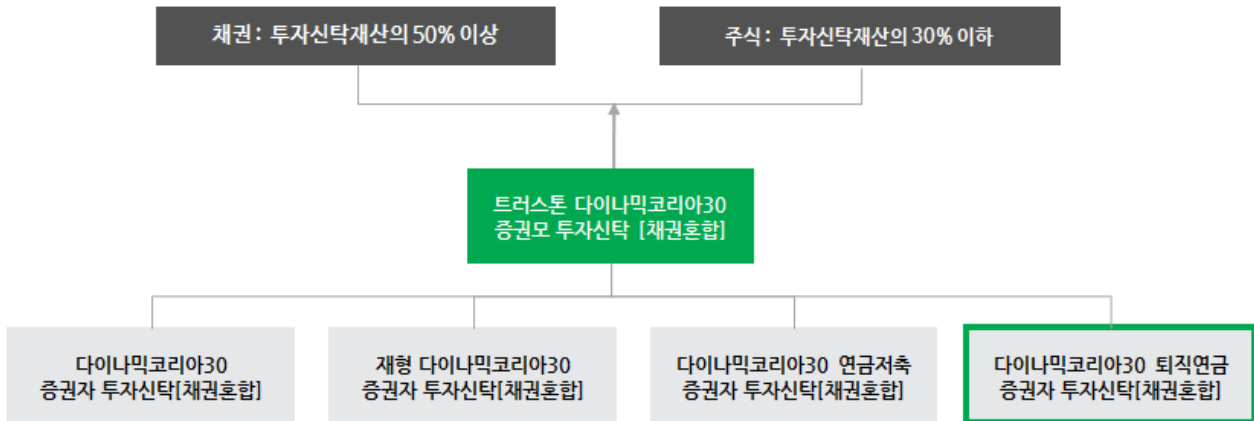 채권 : 투자신탁재산의 50% 이상
주식 : 투자신탁재산의 30% 이하
트러스톤 다이나믹코리아30
증권모 투자신탁 [채권혼합]
다이나믹코리아30
증권자 투자신탁[채권혼합]
재형 다이나믹코리아30
증권자 투자신탁[채권혼합]
다이나믹코리아30 연금저축
증권자 투자신탁[채권혼합]
다이나믹코리아30 퇴직연금
증권자 투자신탁[채권혼합]